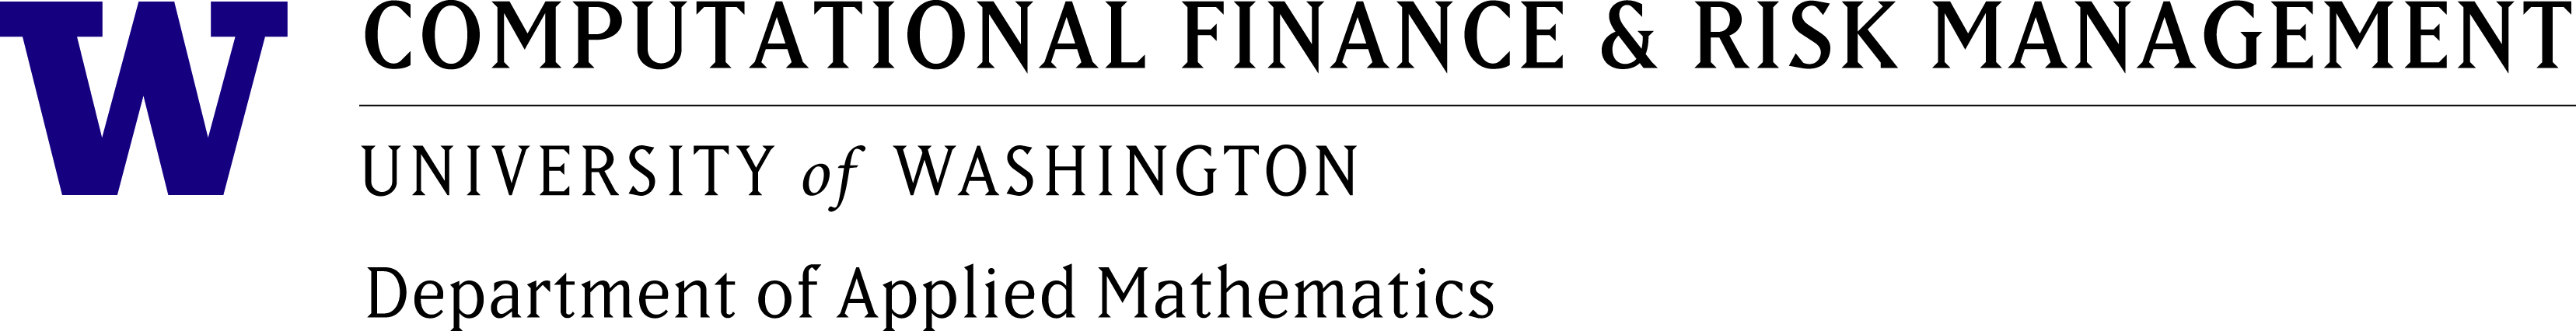 W
COMPUTATIONAL FINANCE & RISK MANAGEMENT
UNIVERSITY of WASHINGTON
Department of Applied Mathematics